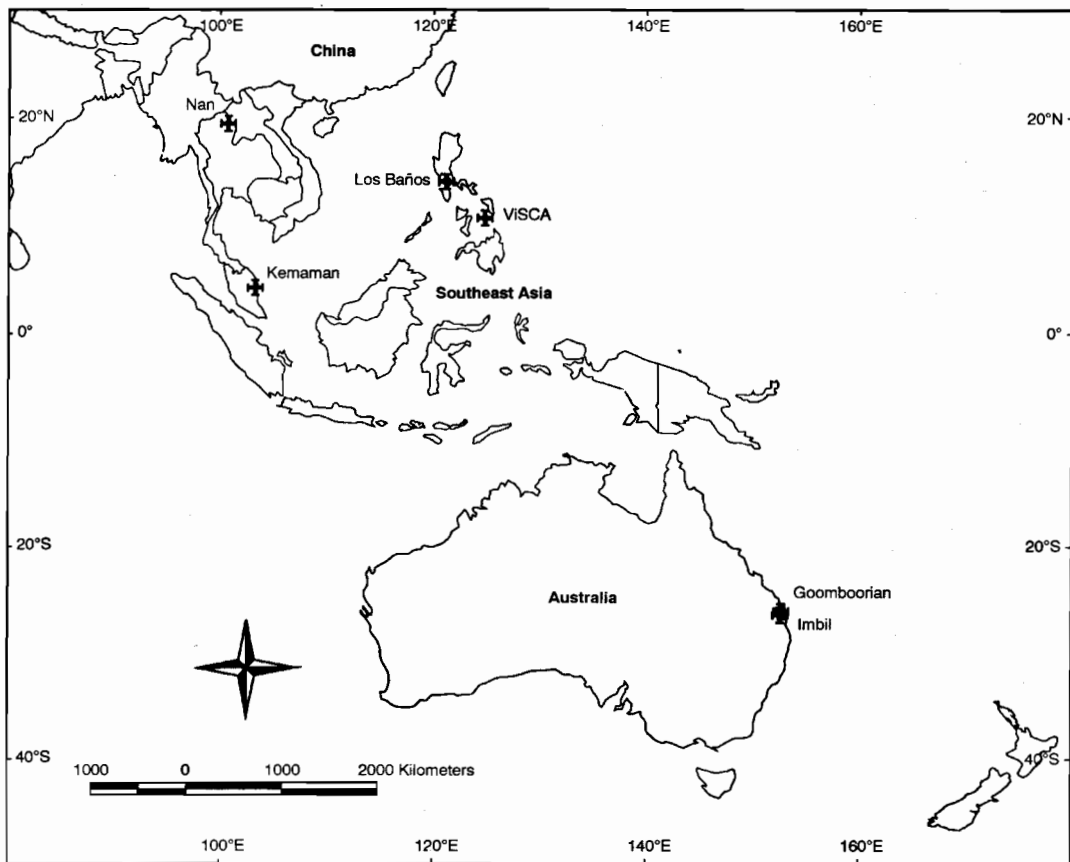 100°E 120°E 140°E 160°E
China
Nan
20°N 20°N
Los Baños
ViSCA
Kemaman
Southeast Asia
0° 0°
20°S 20°S
Goomboorian
Australia
Imbil
40°S 40°S
1000 0 1000 2000 Kilometers
100°E 120°E 140°E 160°E